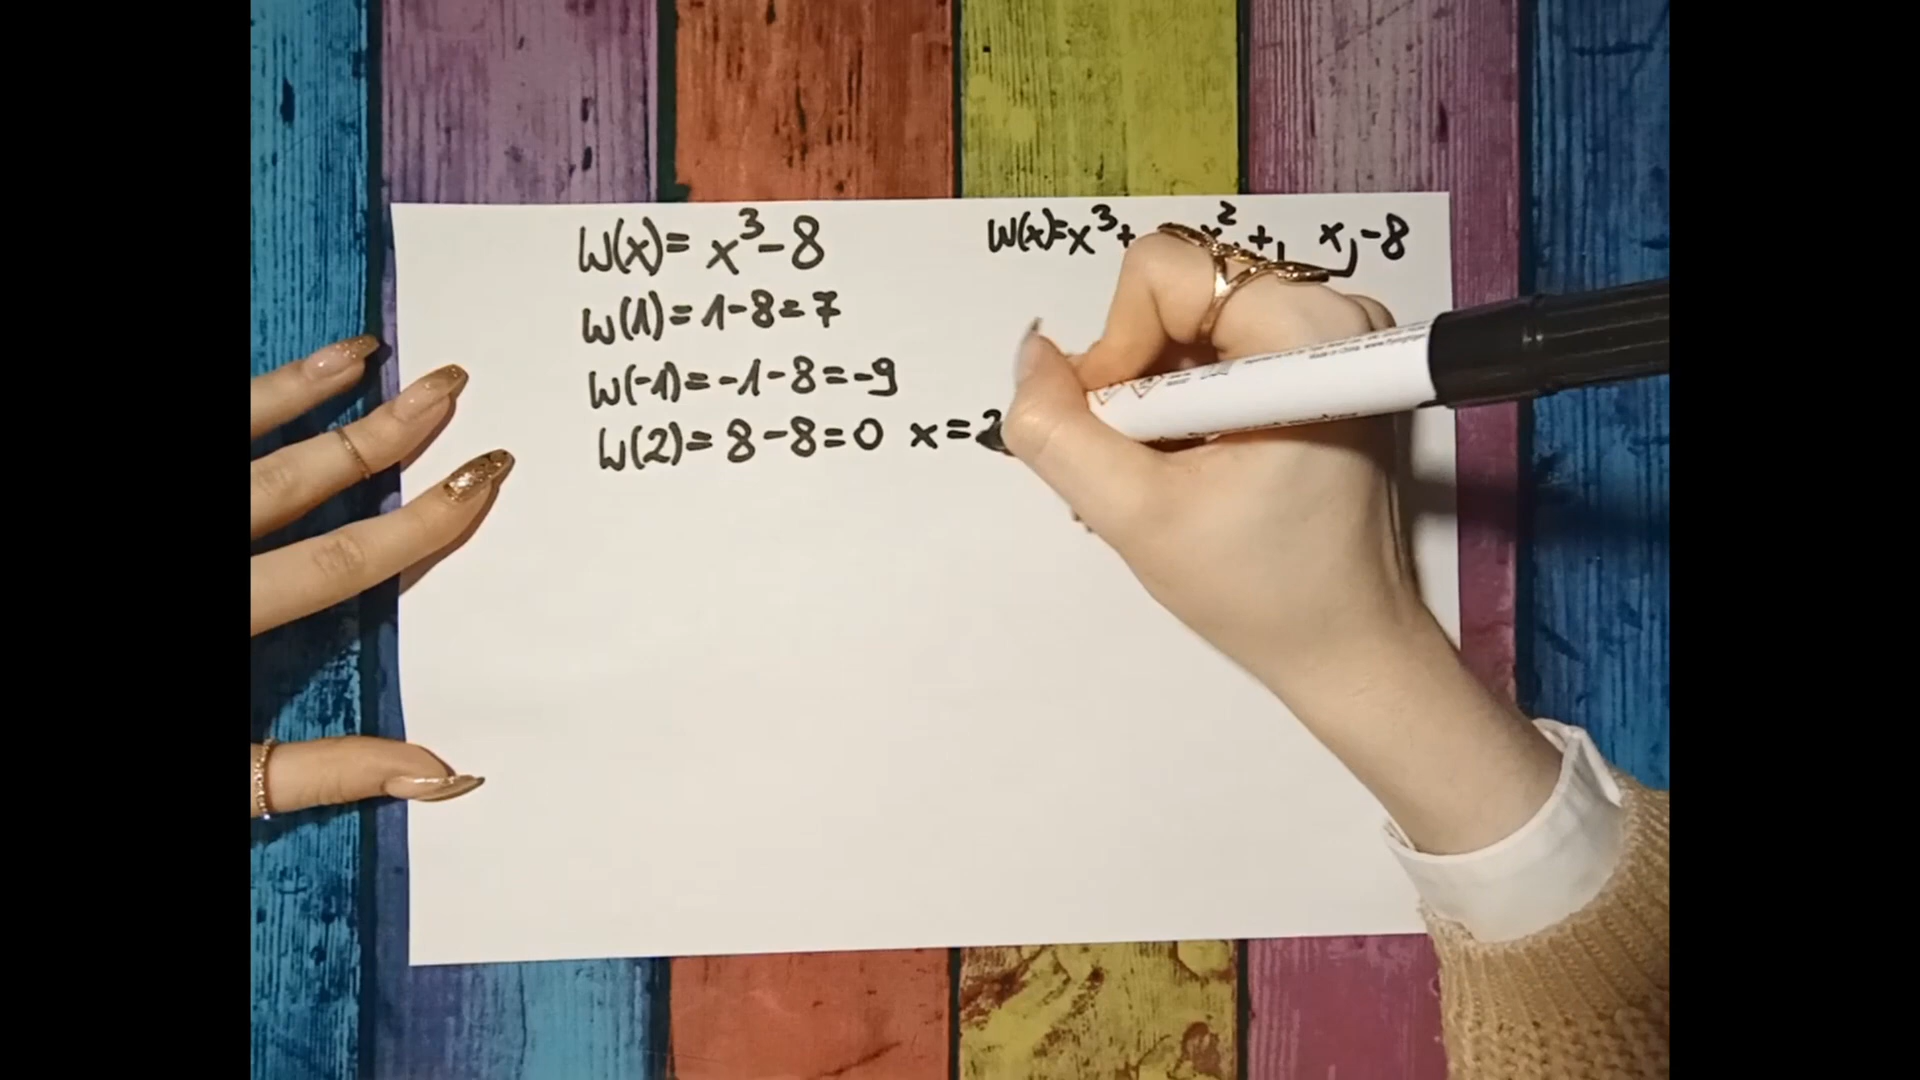 W(x)= x³-8
W(x)=x³+ x²+ x, -8
W(1)=1-8=7
W(-1)=-1-8=-9
W(2)=8-8=0 x=2